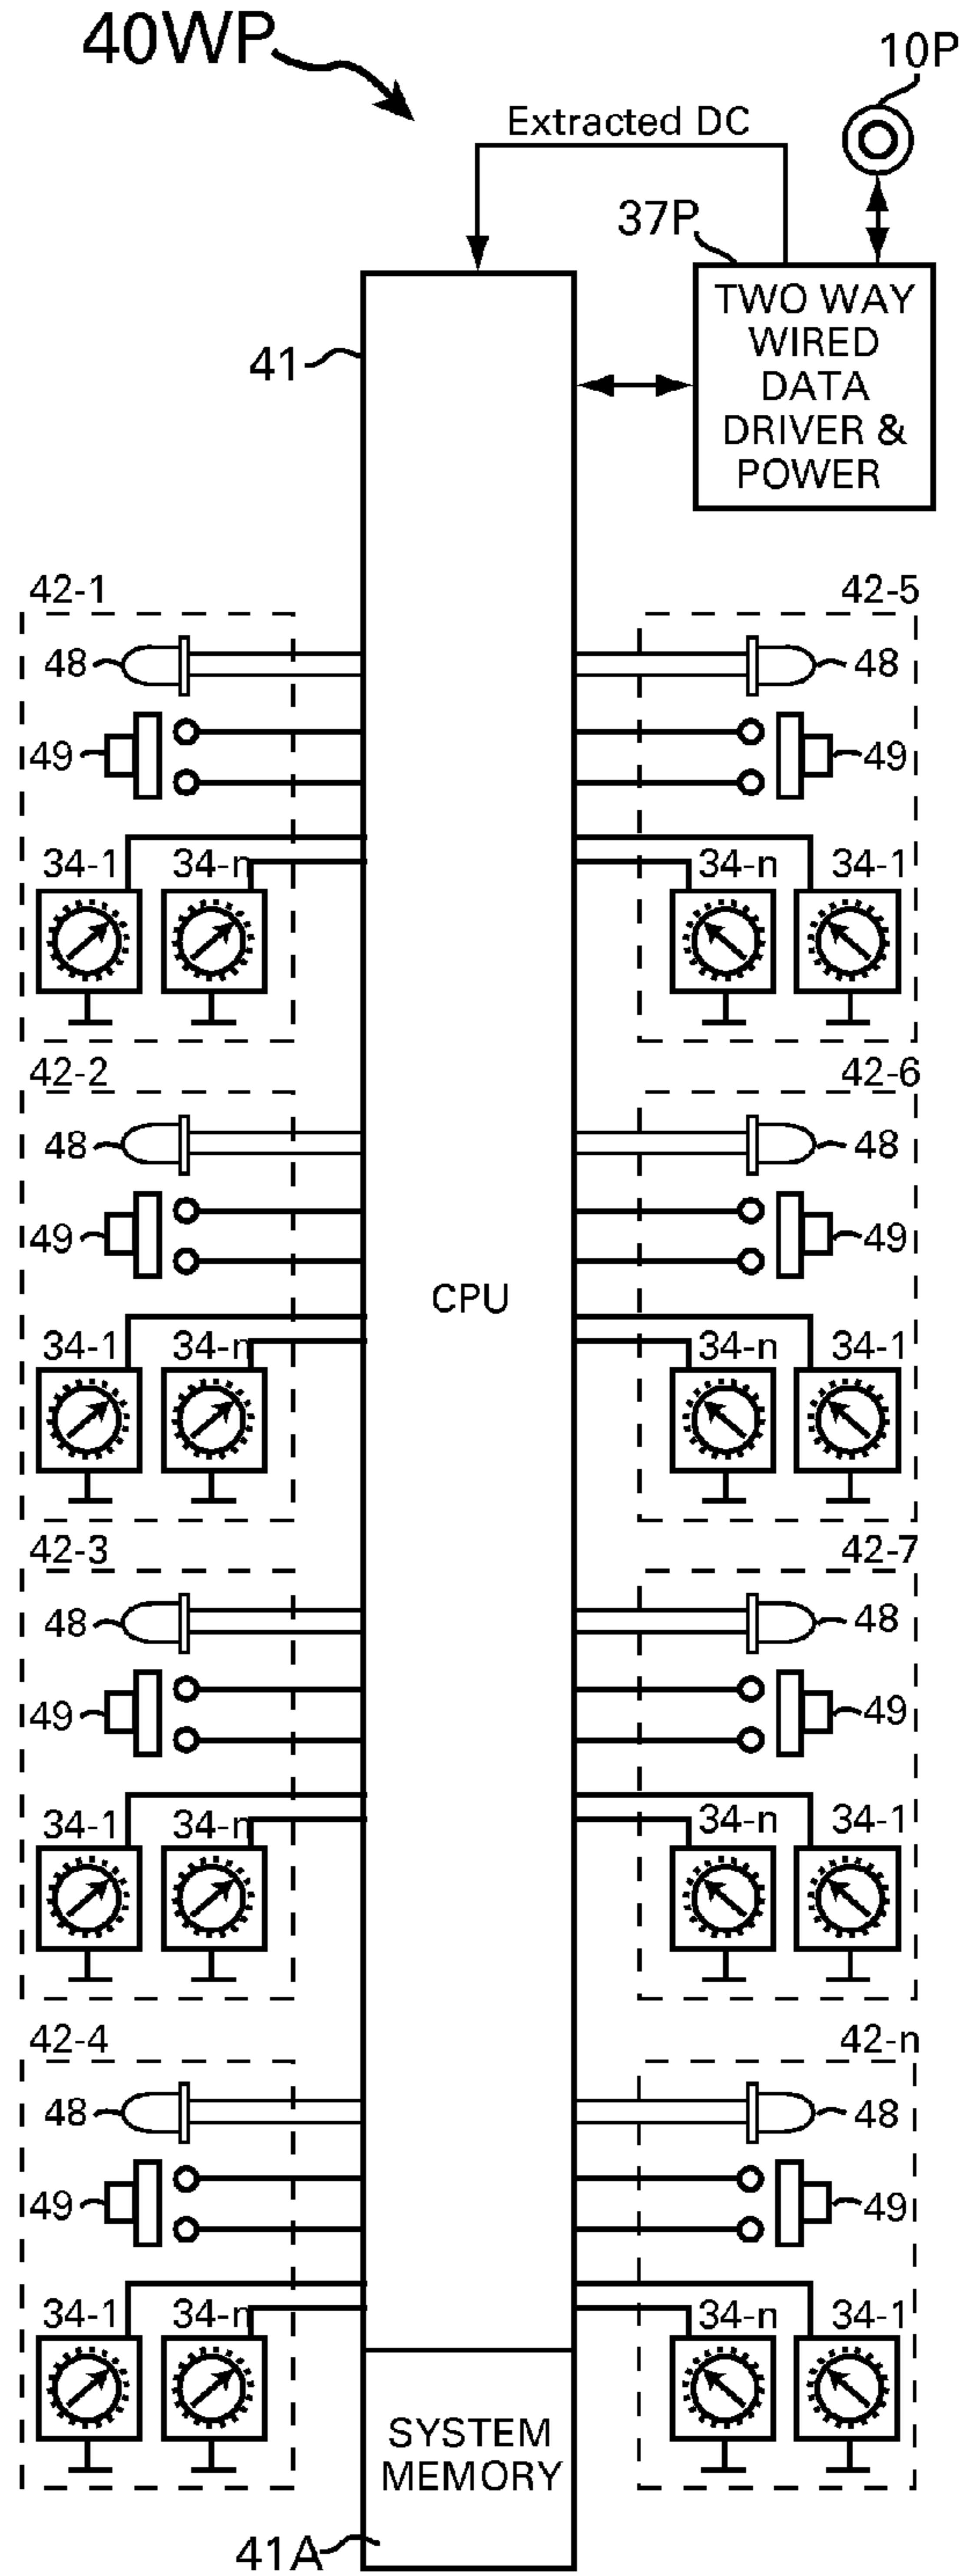 40WP
10P
Extracted DC
37P
TWO WAY
WIRED
DATA
DRIVER &
POWER
41
42-1
42-5
48
48
49
49
34-1 34-n
34-n 34-1
42-2
42-6
48
48
49
49
CPU
34-1 34-n
34-n 34-1
42-3
42-7
48
48
49
49
34-1 34-n
34-n 34-1
42-4
42-n
48
48
49
49
34-1 34-n
34-n 34-1
SYSTEM
MEMORY
41A